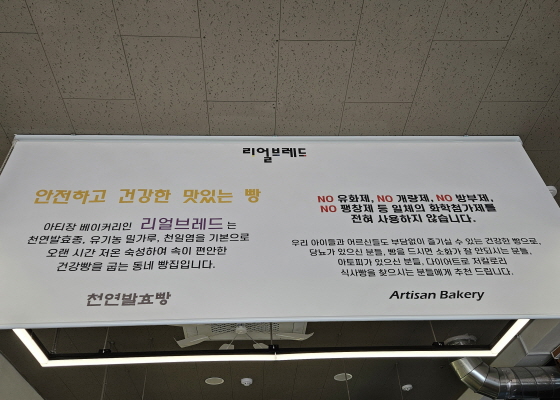 리얼브레드
안전하고 건강한 맛있는 빵
아티장 베이커리인 리얼브레드는
천연발효종, 유기농 밀가루, 천일염을 기본으로
오랜 시간 저온 숙성하여 속이 편안한
건강빵을 굽는 동네 빵집입니다.
천연발효빵
NO 유화제, NO 개량제, NO 방부제,
NO 팽창제 등 일체의 화학첨가제를
전혀 사용하지 않습니다.
우리 아이들과 어르신들도 부담없이 즐기실 수 있는 건강한 빵으로,
당뇨가 있으신 분들, 빵을 드시면 소화가 잘 안되시는 분들,
아토피가 있으신 분들, 다이어트로 저칼로리
식사빵을 찾으시는 분들에게 추천 드립니다.
Artisan Bakery